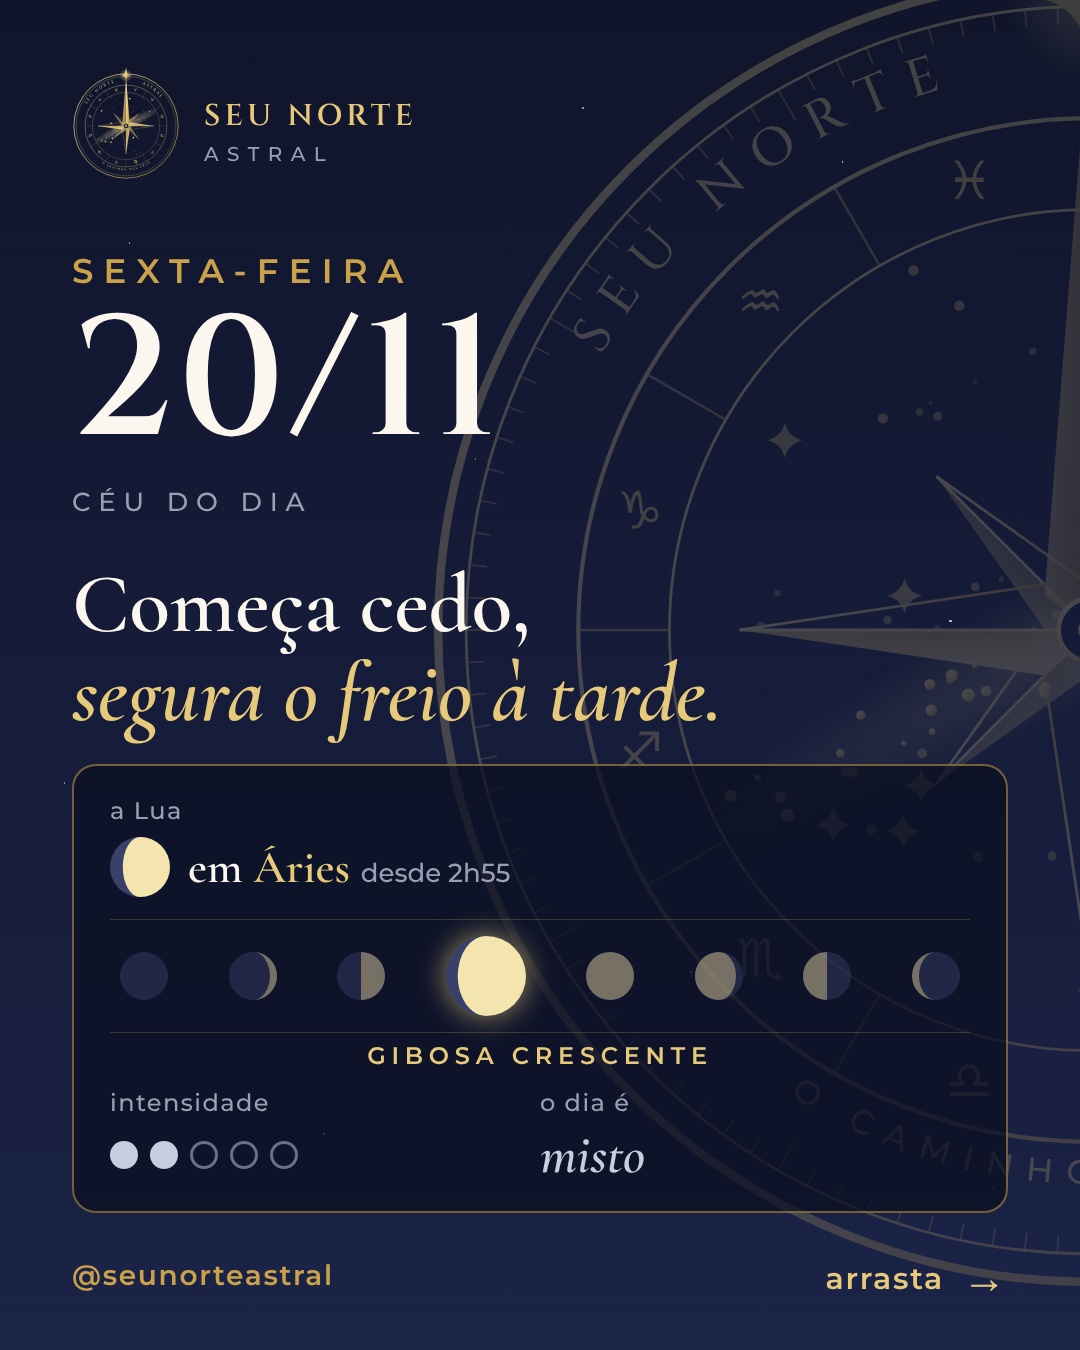 SEU NORTE
ASTRAL
SEU NORTE
SEXTA-FEIRA
20/11
CÉU DO DIA
Começa cedo,
segura o freio à tarde.
a Lua
em Áries desde 2h55
GIBOSA CRESCENTE
intensidade
o dia é
misto
O CAMINHO
@seunorteastral
arrasta →